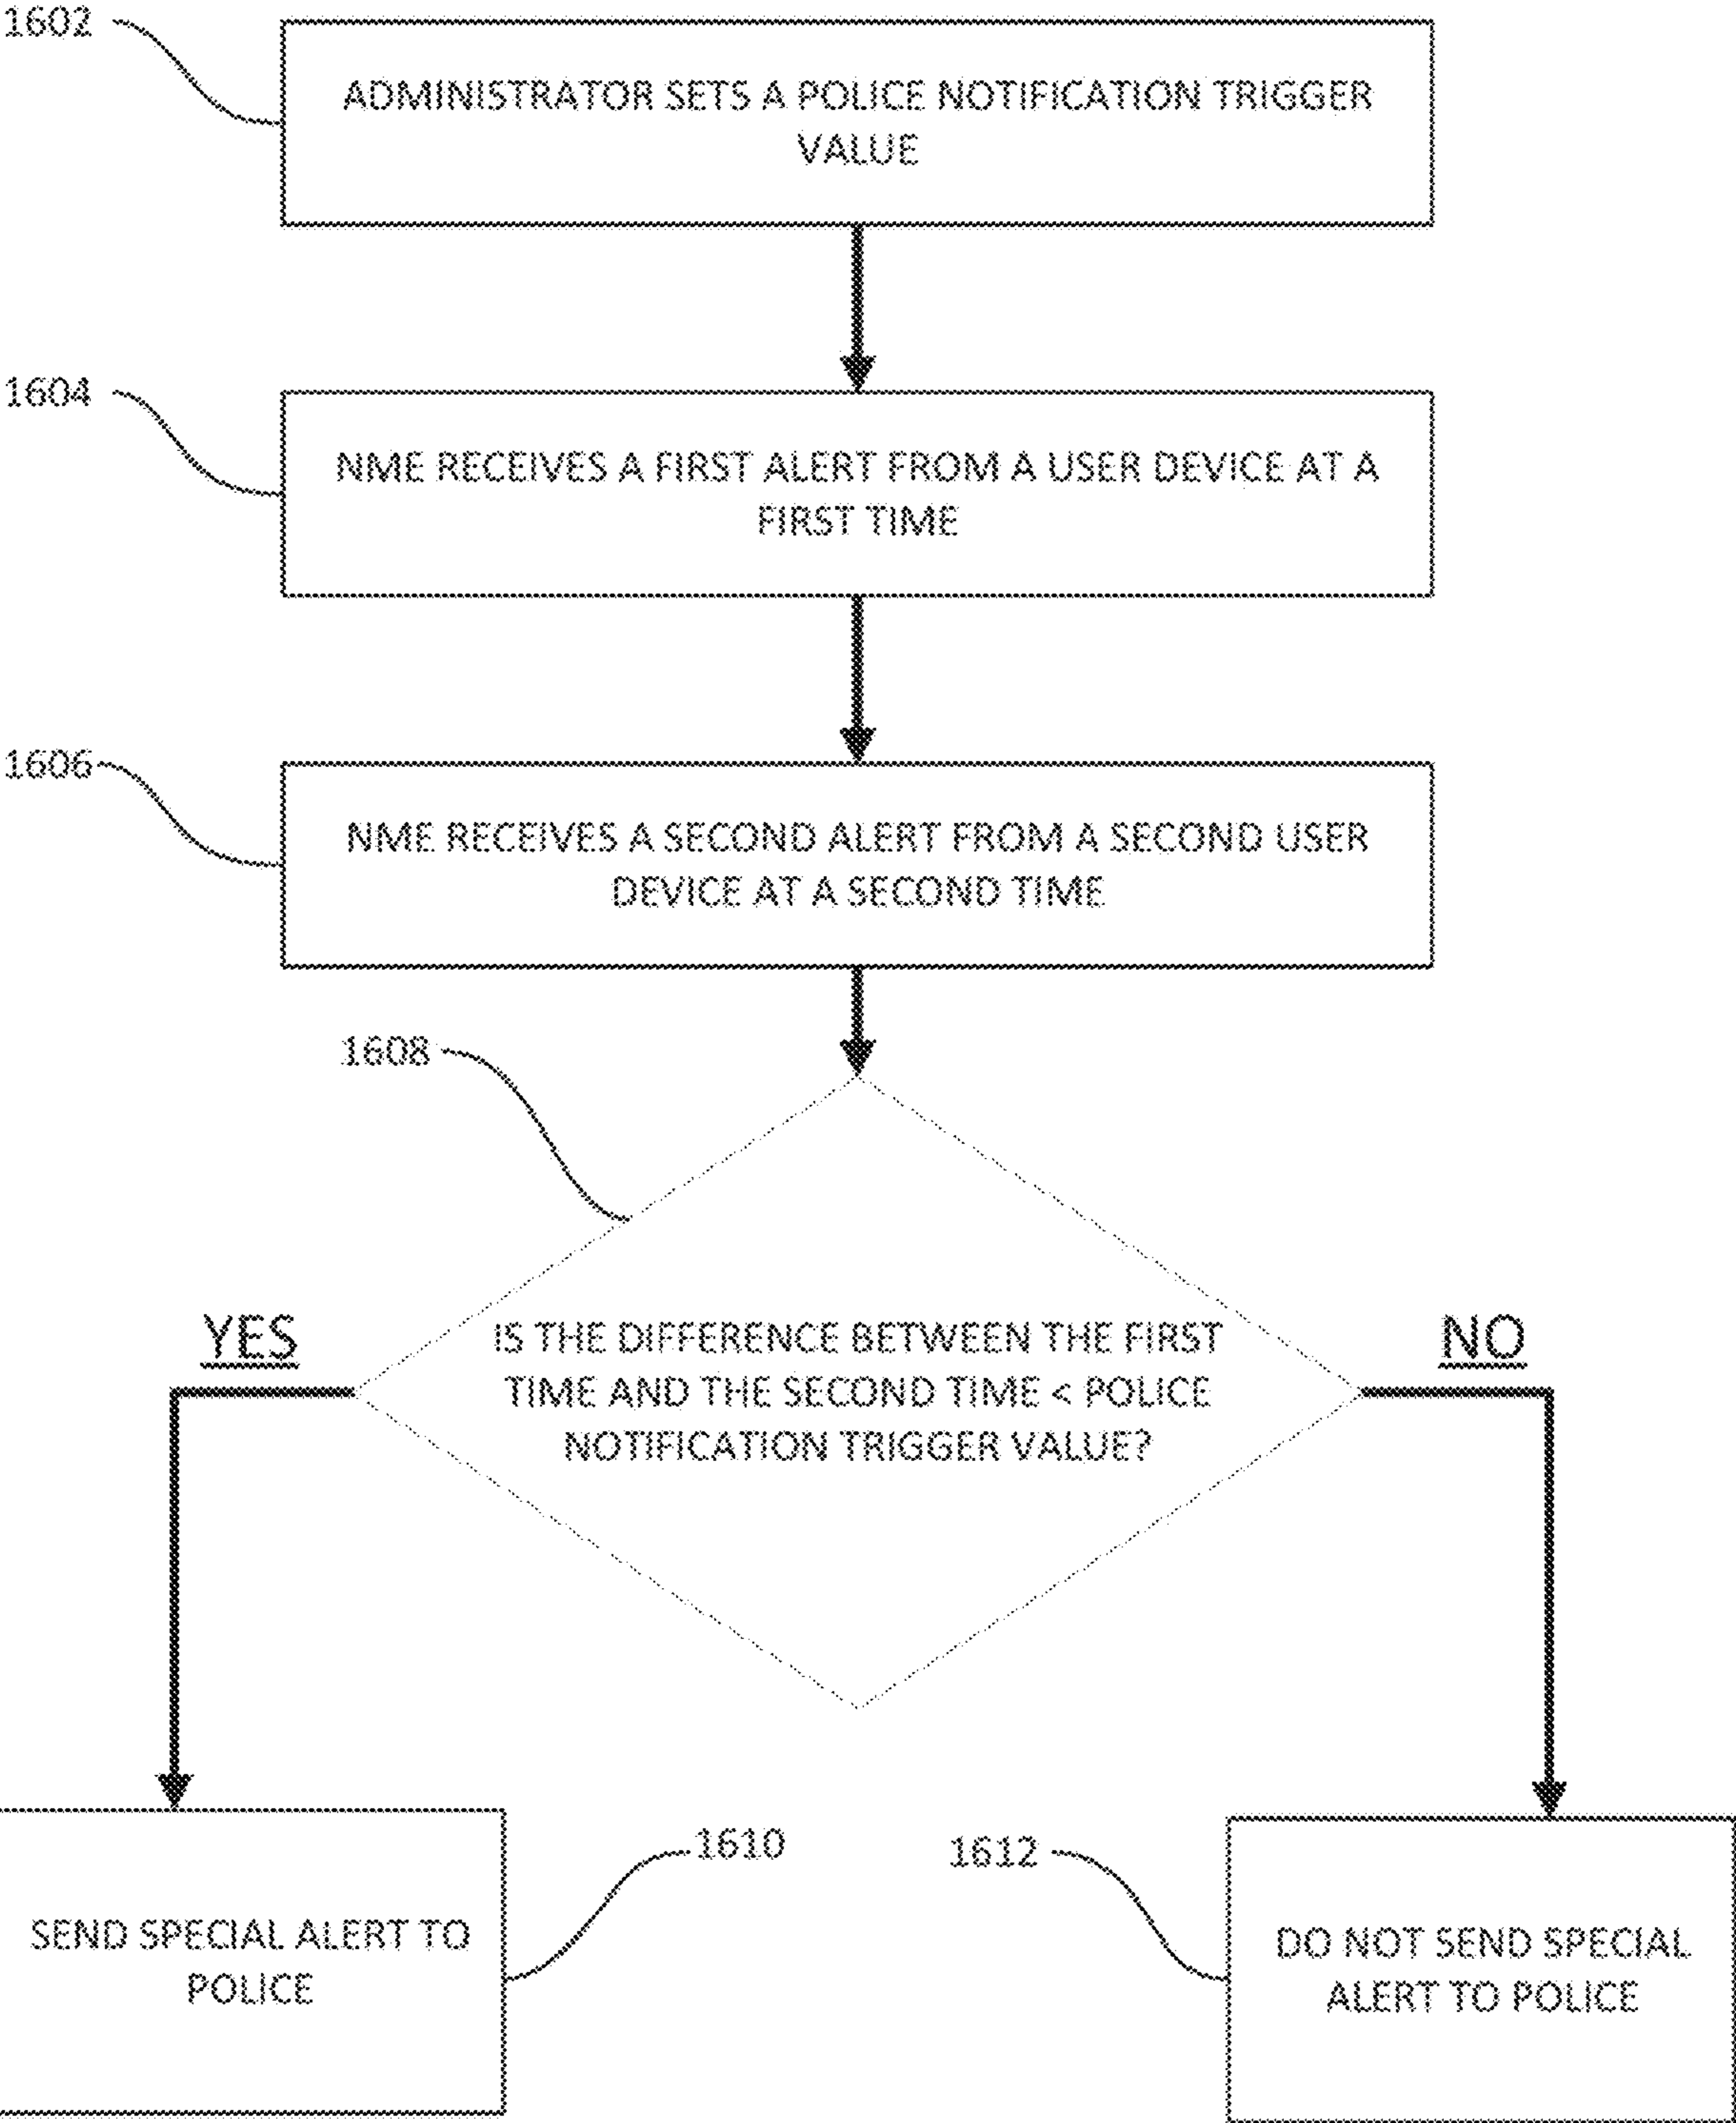 1602
ADMINISTRATOR SETS A POLICE NOTIFICATION TRIGGER
VALUE
1604
NME RECEIVES A FIRST ALERT FROM A USER DEVICE AT A
FIRST TIME
1606
NME RECEIVES A SECOND ALERT FROM A SECOND USER
DEVICE AT A SECOND TIME
1608
YES
NO
IS THE DIFFERENCE BETWEEN THE FIRST
TIME AND THE SECOND TIME < POLICE
NOTIFICATION TRIGGER VALUE?
1610
1612
SEND SPECIAL ALERT TO
POLICE
DO NOT SEND SPECIAL
ALERT TO POLICE